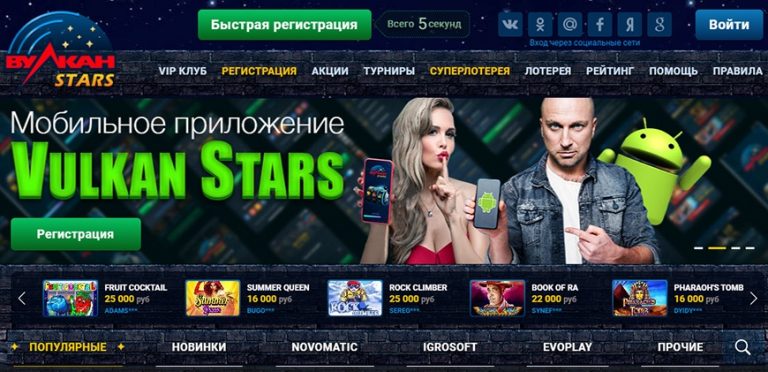 Быстрая регистрация
Всего 5 секунд
Войти
Вход через социальные сети
ВУЛКАН
STARS
VIP КЛУБ РЕГИСТРАЦИЯ АКЦИИ ТУРНИРЫ СУПЕРЛОТЕРЕЯ ЛОТЕРЕЯ РЕЙТИНГ ПОМОЩЬ ПРАВИЛА
Мобильное приложение
VULKAN STARS
Регистрация
FRUIT COCKTAIL
25 000 руб
ADAMS***
SUMMER QUEEN
16 000 руб
BUGO***
ROCK CLIMBER
25 000 руб
SEREO***
BOOK OF RA
22 000 руб
SYNEF***
PHARAOH'S TOMB
16 000 руб
DYIDY***
ПОПУЛЯРНЫЕ НОВИНКИ NOVOMATIC IGROSOFT EVOPLAY ПРОЧИЕ